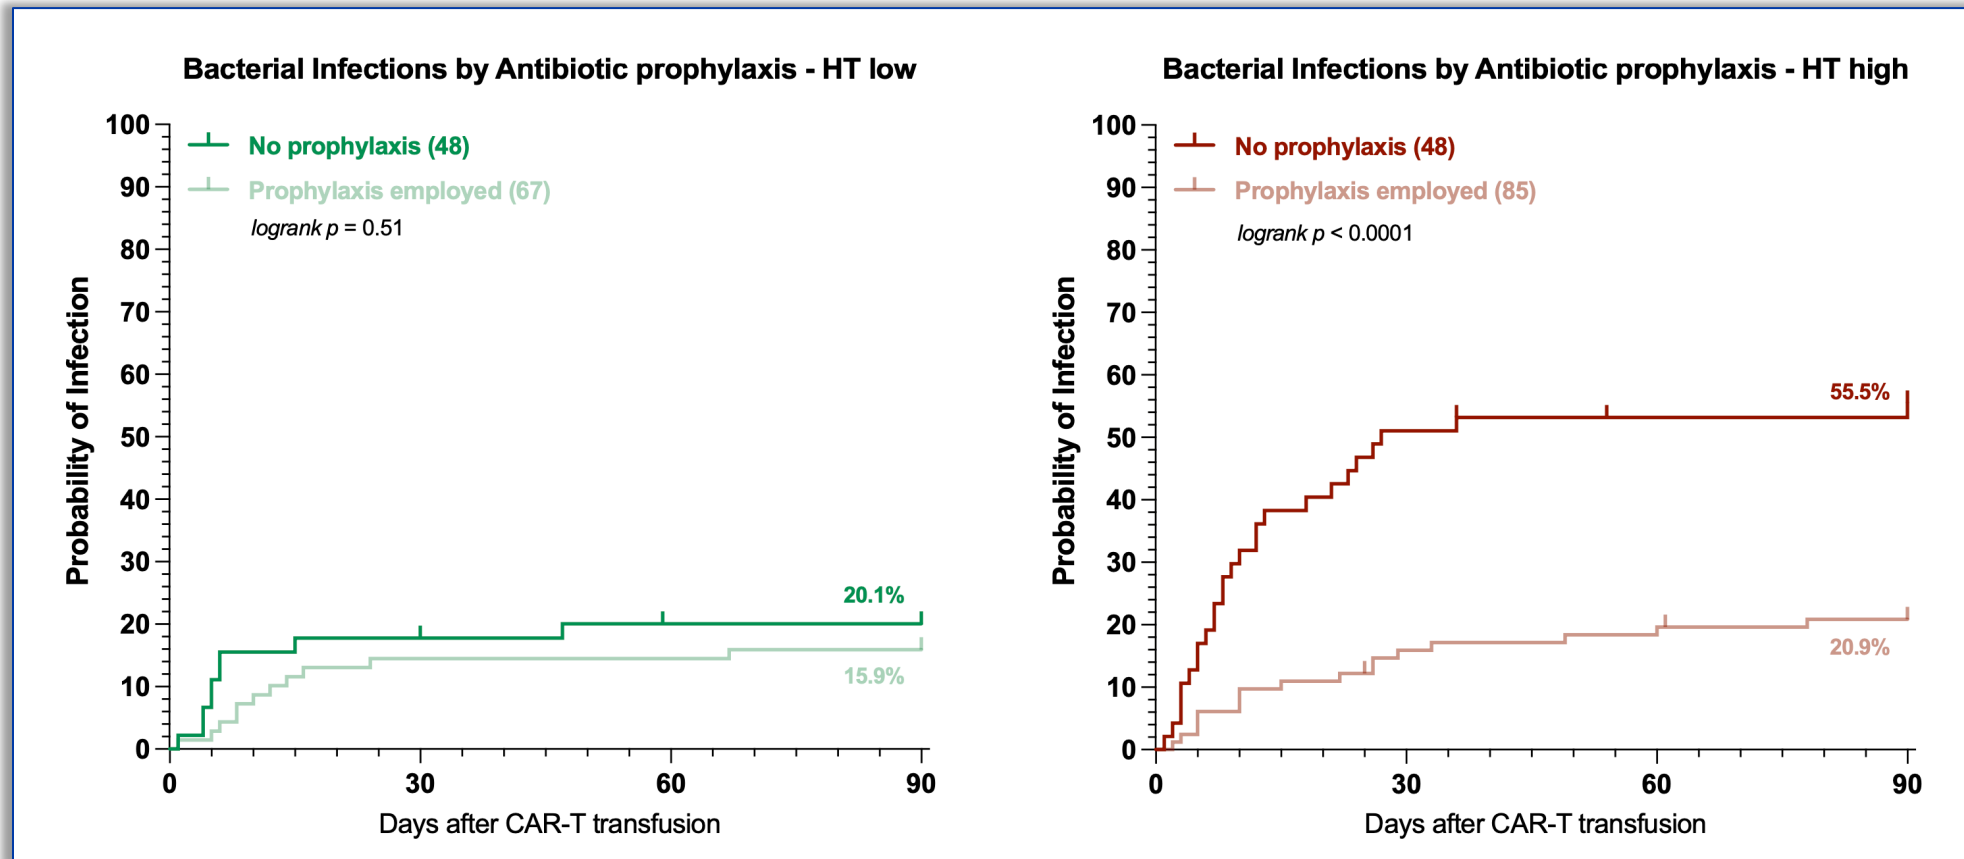 Bacterial Infections by Antibiotic prophylaxis - HT low
100
90
80
70
60
50
40
30
20
10
0
Probability of Infection
No prophylaxis (48)
Prophylaxis employed (67)
logrank p = 0.51
20.1%
15.9%
0
30
60
90
Days after CAR-T transfusion
Bacterial Infections by Antibiotic prophylaxis - HT high
100
90
80
70
60
50
40
30
20
10
0
Probability of Infection
No prophylaxis (48)
Prophylaxis employed (85)
logrank p < 0.0001
55.5%
20.9%
0
30
60
90
Days after CAR-T transfusion